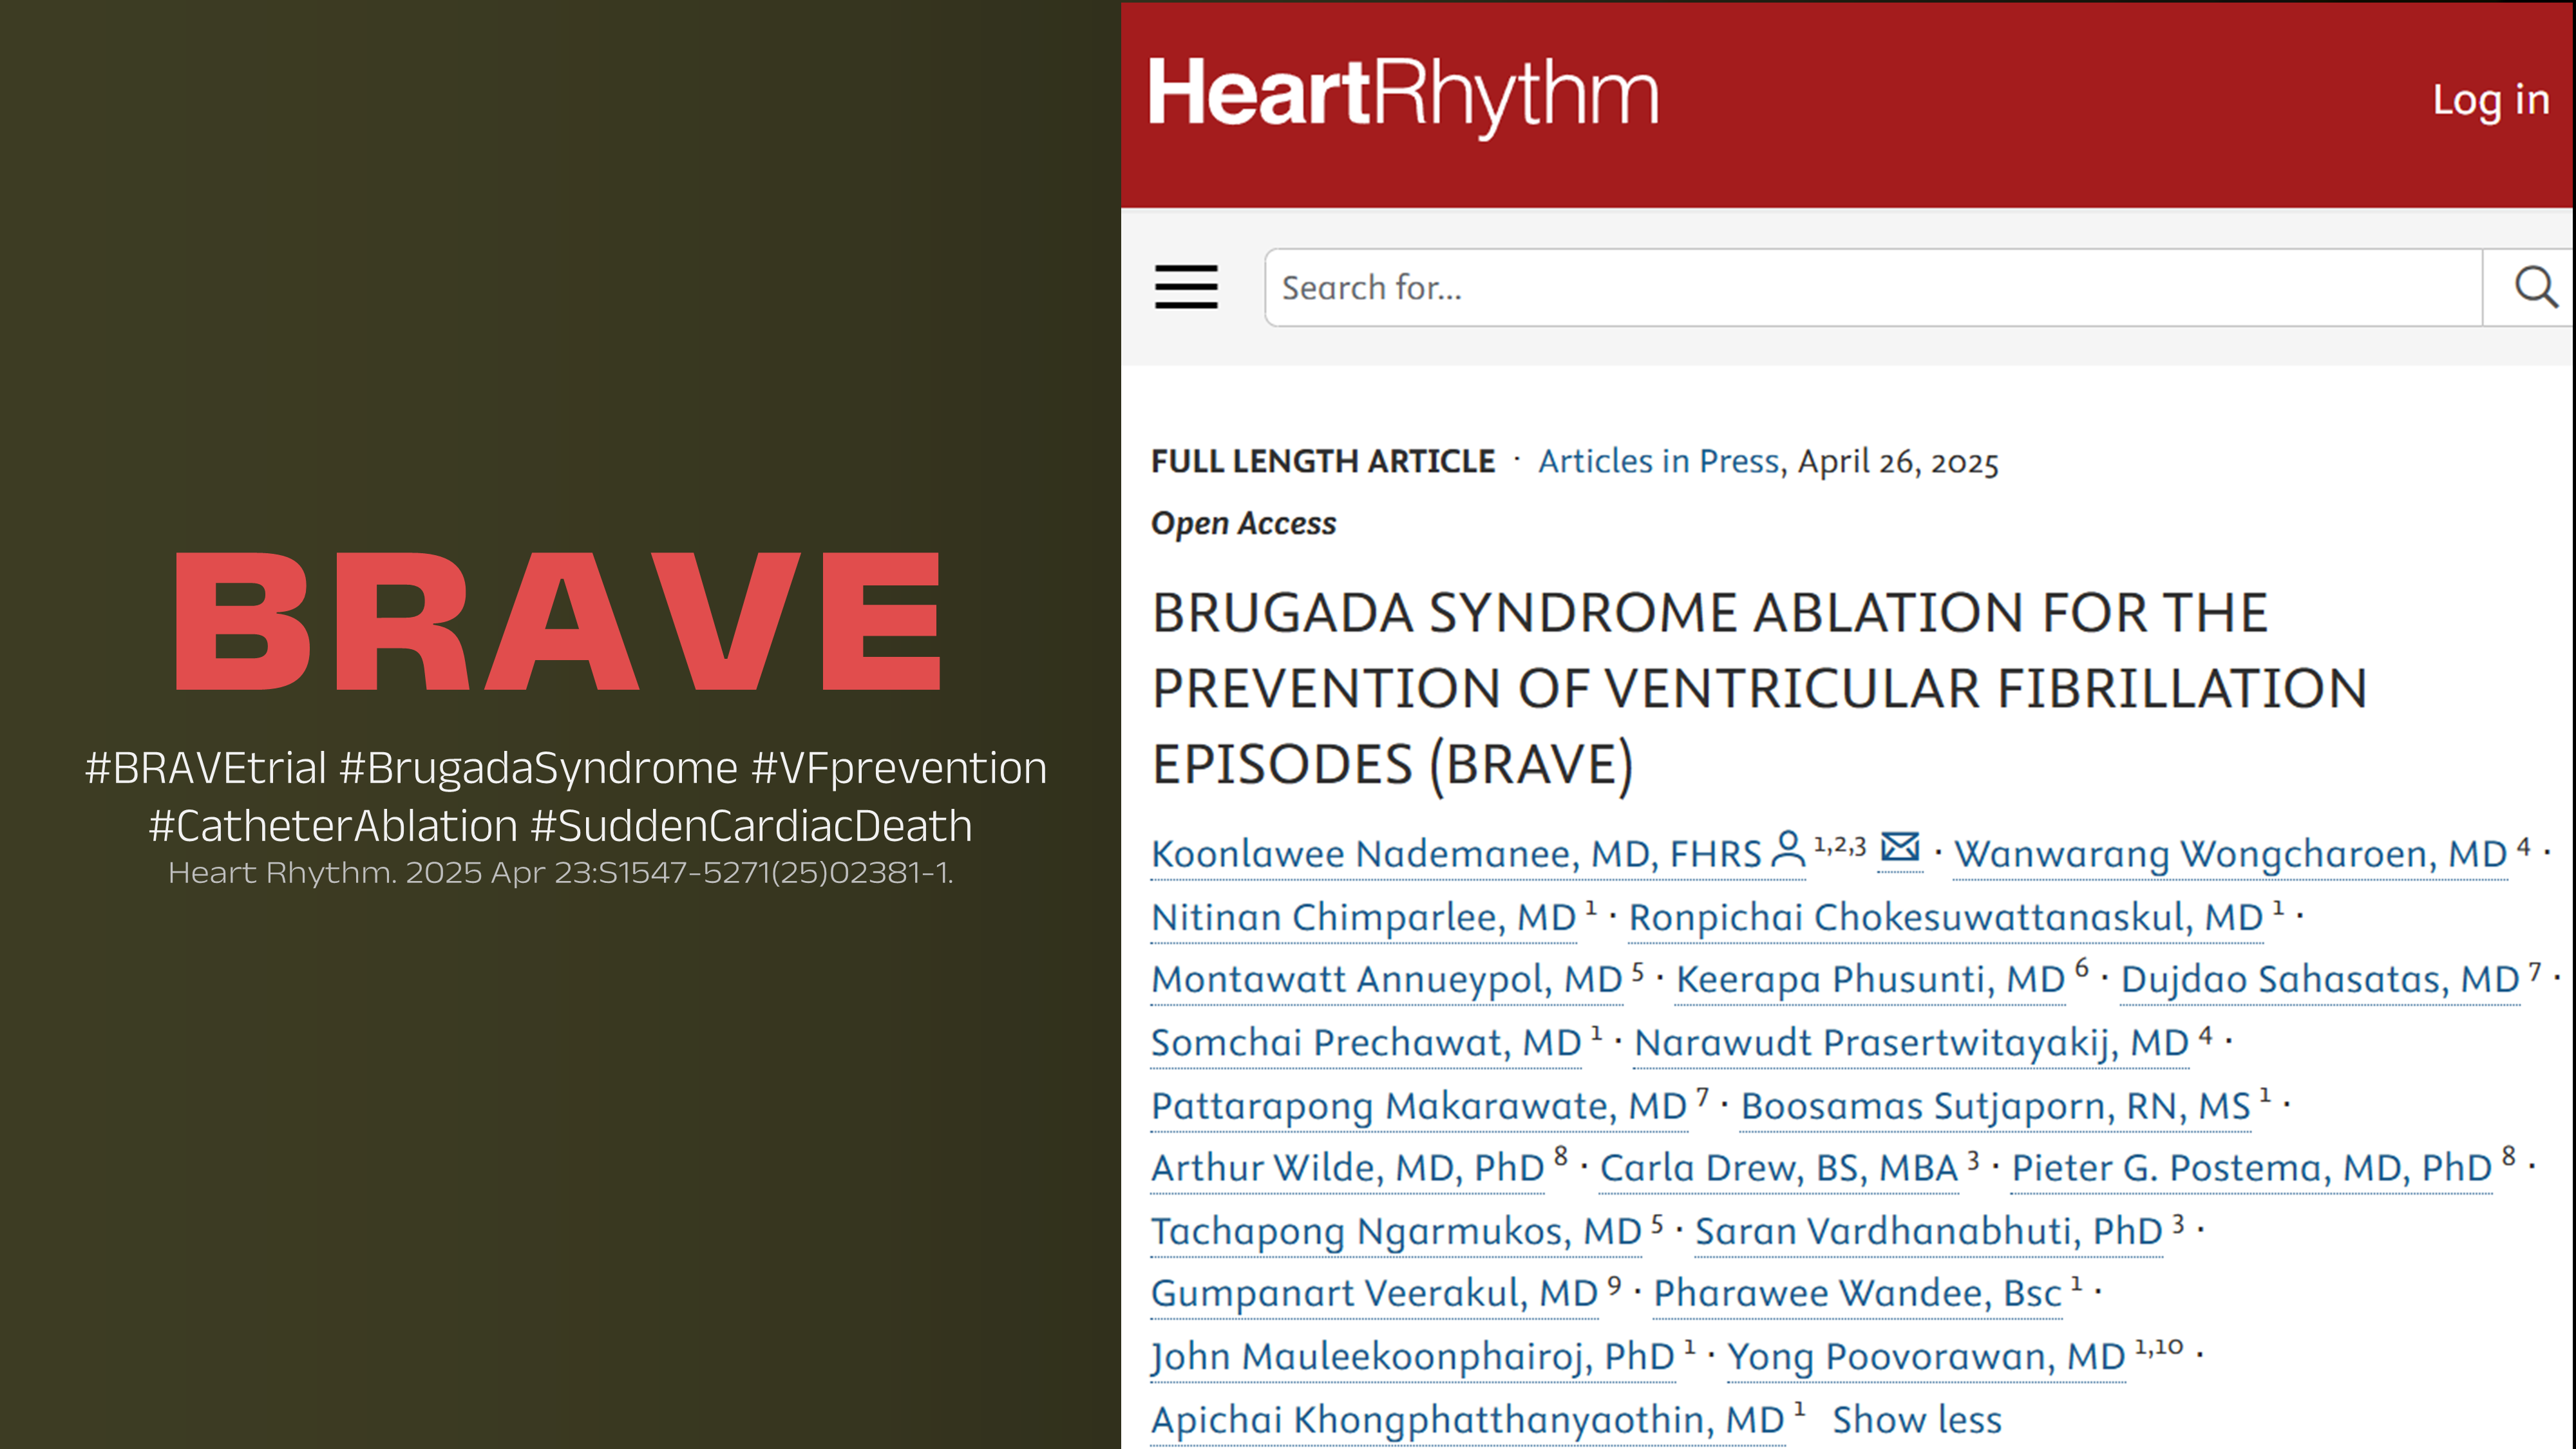 BRAVE
#BRAVEtrial #BrugadaSyndrome #VFprevention
#CatheterAblation #SuddenCardiacDeath
Heart Rhythm. 2025 Apr 23:S1547-5271(25)02381-1.
HeartRhythm
Log in
Search for...
FULL LENGTH ARTICLE · Articles in Press, April 26, 2025
Open Access
BRUGADA SYNDROME ABLATION FOR THE
PREVENTION OF VENTRICULAR FIBRILLATION
EPISODES (BRAVE)
Koonlawee Nademanee, MD, FHRS 1,2,3 · Wanwarang Wongcharoen, MD 4 ·
Nitinan Chimparlee, MD 1 · Ronpichai Chokesuwattanaskul, MD 1 ·
Montawatt Annueypol, MD 5 · Keerapa Phusunti, MD 6 · Dujdao Sahasatas, MD 7 ·
Somchai Prechawat, MD 1 · Narawudt Prasertwitayakij, MD 4 ·
Pattarapong Makarawate, MD 7 · Boosamas Sutjaporn, RN, MS 1 ·
Arthur Wilde, MD, PhD 8 · Carla Drew, BS, MBA 3 · Pieter G. Postema, MD, PhD 8 ·
Tachapong Ngarmukos, MD 5 · Saran Vardhanabhuti, PhD 3 ·
Gumpanart Veerakul, MD 9 · Pharawee Wandee, Bsc 1 ·
John Mauleekoonphairoj, PhD 1 · Yong Poovorawan, MD 1,10 ·
Apichai Khongphatthanyaothin, MD 1 Show less